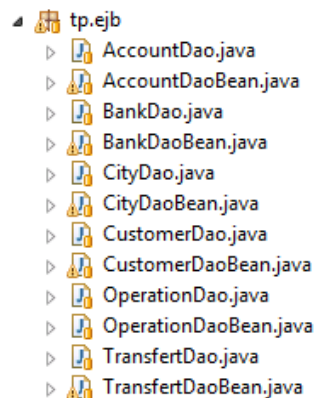 tp.ejb
AccountDao.java
AccountDaoBean.java
BankDao.java
BankDaoBean.java
CityDao.java
CityDaoBean.java
CustomerDao.java
CustomerDaoBean.java
OperationDao.java
OperationDaoBean.java
TransfertDao.java
TransfertDaoBean.java